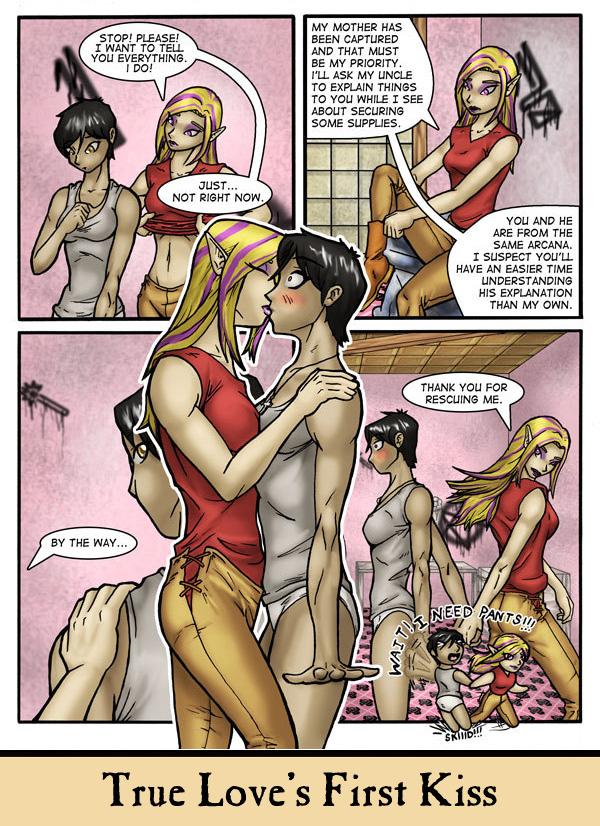 STOP! PLEASE!
I WANT TO TELL
YOU EVERYTHING.
I DO!
JUST...
NOT RIGHT NOW.
MY MOTHER HAS
BEEN CAPTURED
AND THAT MUST
BE MY PRIORITY.
I'LL ASK MY UNCLE
TO EXPLAIN THINGS
TO YOU WHILE I SEE
ABOUT SECURING
SOME SUPPLIES.
YOU AND HE
ARE FROM THE
SAME ARCANA.
I SUSPECT YOU'LL
HAVE AN EASIER TIME
UNDERSTANDING
HIS EXPLANATION
THAN MY OWN.
BY THE WAY...
THANK YOU FOR
RESCUING ME.
WAIT! I NEED PANTS!!!
SKIIID!!!
True Love's First Kiss